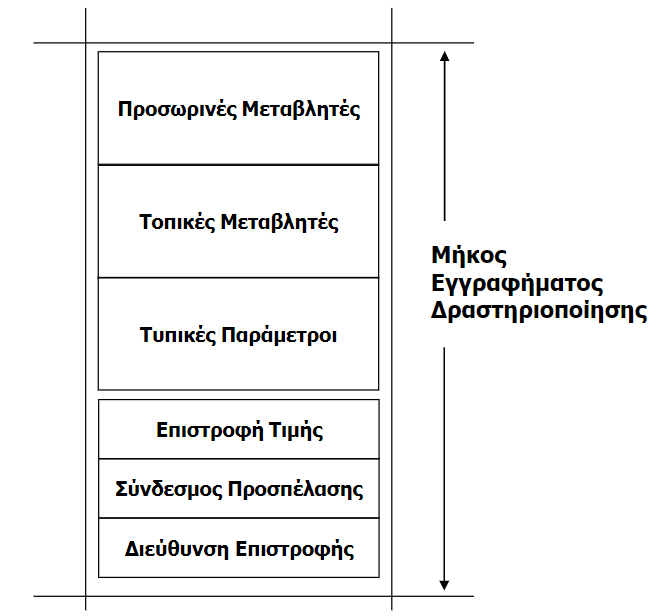 Προσωρινές Μεταβλητές
Τοπικές Μεταβλητές
Τυπικές Παράμετροι
Επιστροφή Τιμής
Σύνδεσμος Προσπέλασης
Διεύθυνση Επιστροφής
Μήκος
Εγγραφήματος
Δραστηριοποίησης